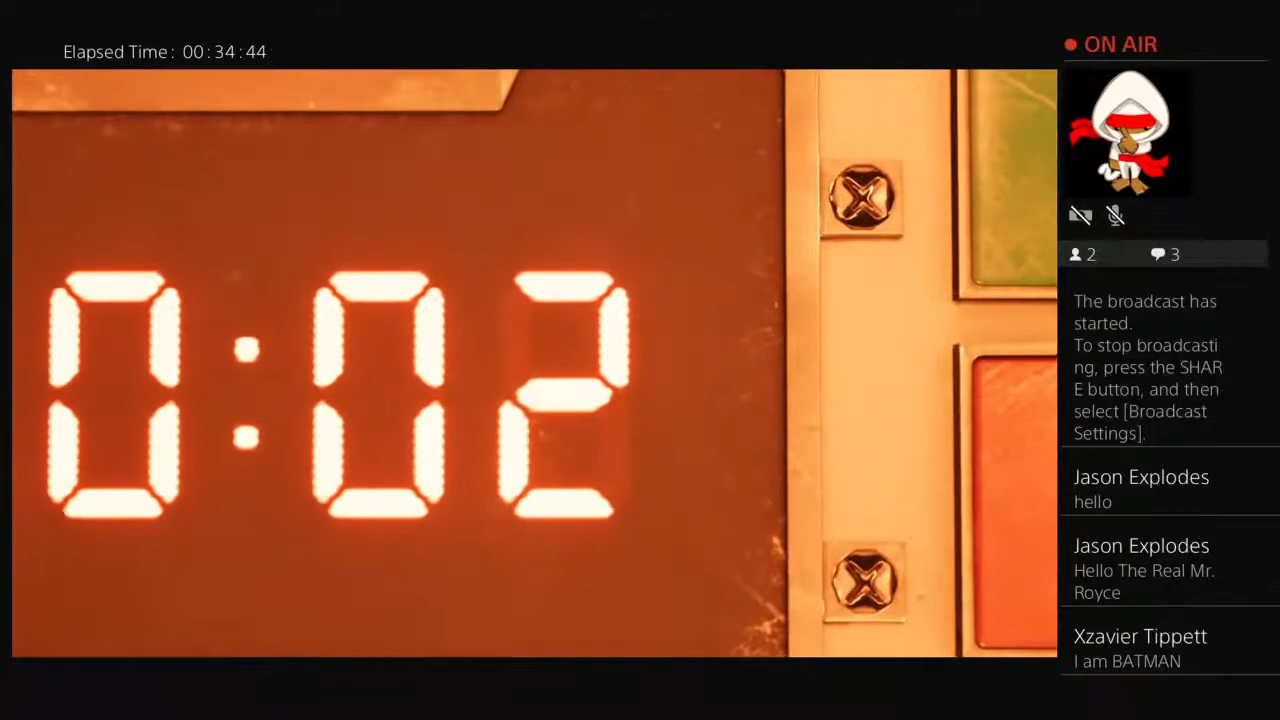 Elapsed Time: 00:34:44
ON AIR
0:02
2
3
The broadcast has
started.
To stop broadcasti
ng, press the SHAR
E button, and then
select [Broadcast
Settings].
Jason Explodes
hello
Jason Explodes
Hello The Real Mr.
Royce
Xzavier Tippett
I am BATMAN